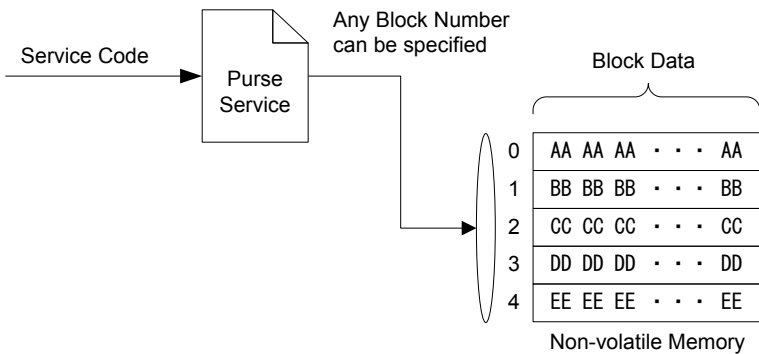 Service Code
Purse
Service
Any Block Number
can be specified
Block Data
0 AA AA AA ・ ・ ・ AA
1 BB BB BB ・ ・ ・ BB
2 CC CC CC ・ ・ ・ CC
3 DD DD DD ・ ・ ・ DD
4 EE EE EE ・ ・ ・ EE
Non-volatile Memory